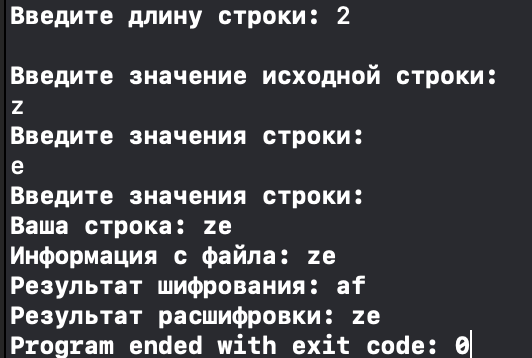 Введите длину строки: 2
Введите значение исходной строки:
z
Введите значения строки:
e
Введите значения строки:
Ваша строка: ze
Информация с файла: ze
Результат шифрования: af
Результат расшифровки: ze
Program ended with exit code: 0